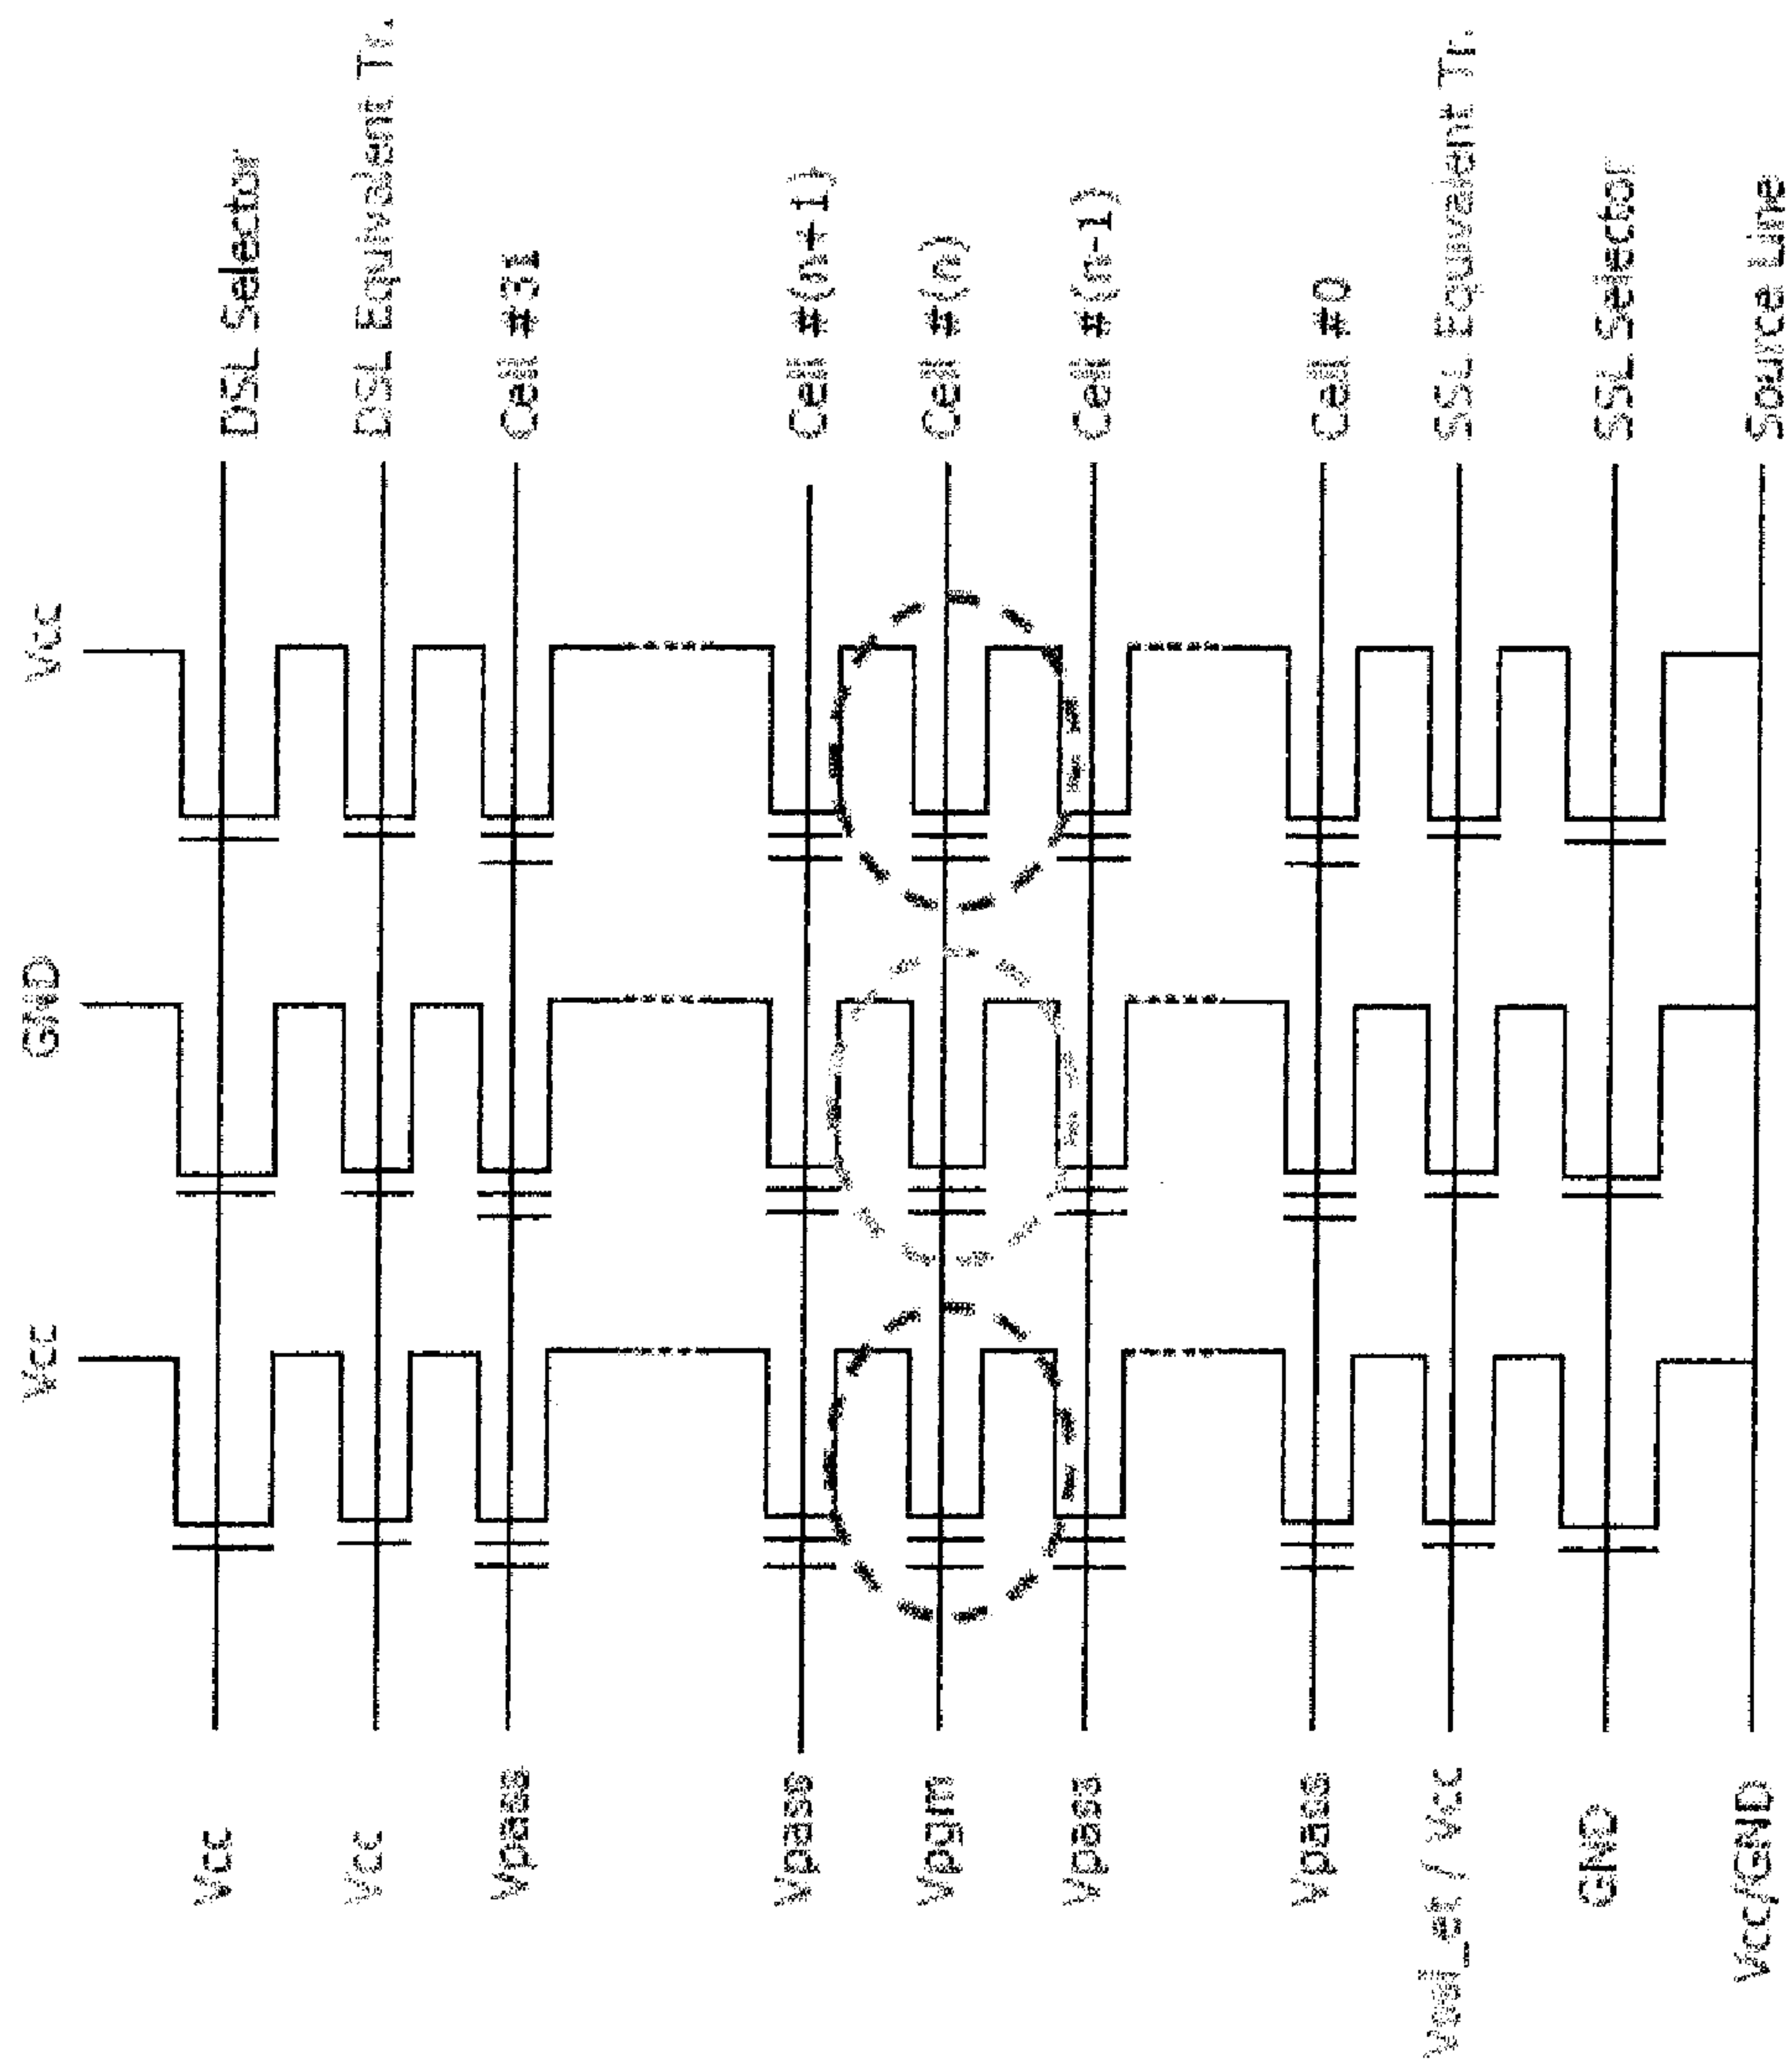 Vcc GND Vcc
Vcc DSL Selector
Vcc DSL Equivalent Tr.
Vpass Cell #31
Vpass Cell #(n+1)
Vpgm Cell #(n)
Vpass Cell #(n-1)
Vpass Cell #0
/ Vcc SSL Equivalent Tr.
GND SSL Selector
Vcc/GND Source Line